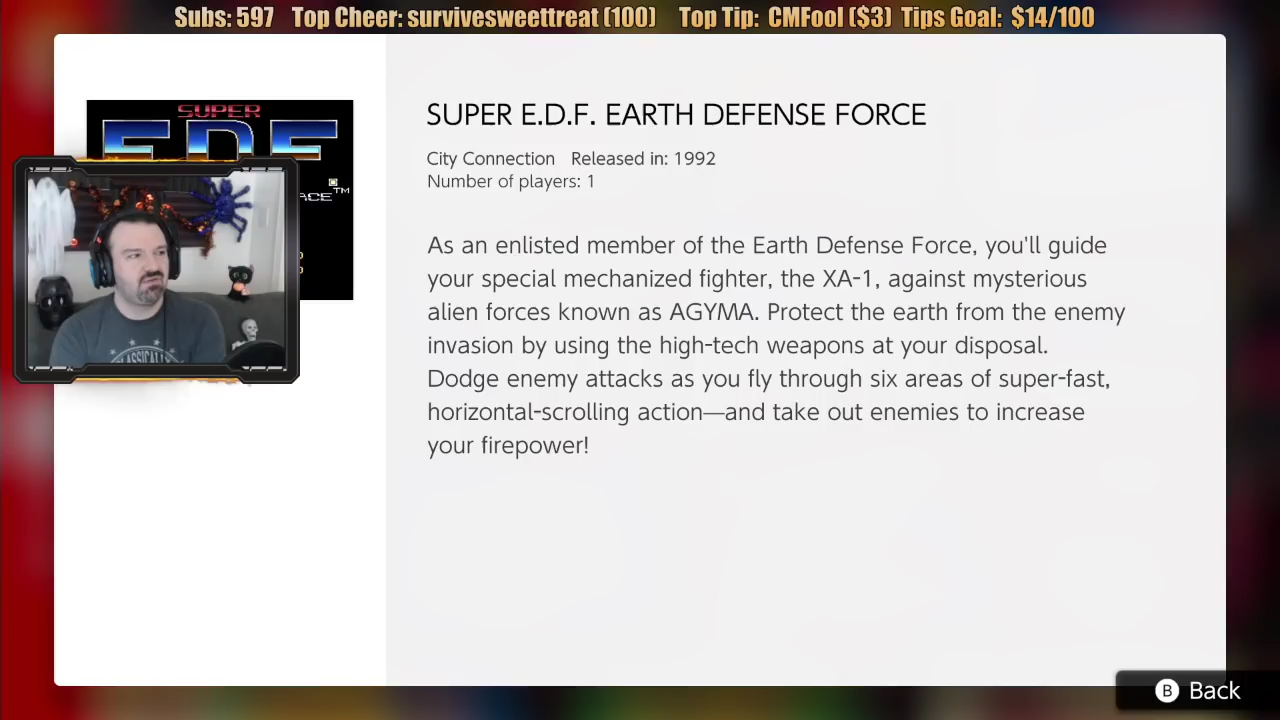 Subs: 597 Top Cheer: survivesweettreat (100) Top Tip: CMFool ($3) Tips Goal: $14/100
SUPER
EDF
ACE™
SUPER E.D.F. EARTH DEFENSE FORCE
City Connection Released in: 1992
Number of players: 1
As an enlisted member of the Earth Defense Force, you'll guide
your special mechanized fighter, the XA-1, against mysterious
alien forces known as AGYMA. Protect the earth from the enemy
invasion by using the high-tech weapons at your disposal.
Dodge enemy attacks as you fly through six areas of super-fast,
horizontal-scrolling action—and take out enemies to increase
your firepower!
B Back